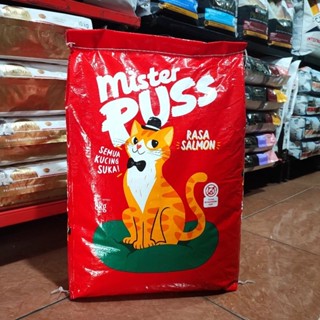 mister
PUSS
RASA
SALMON
SEMUA
KUCING
SUKA!